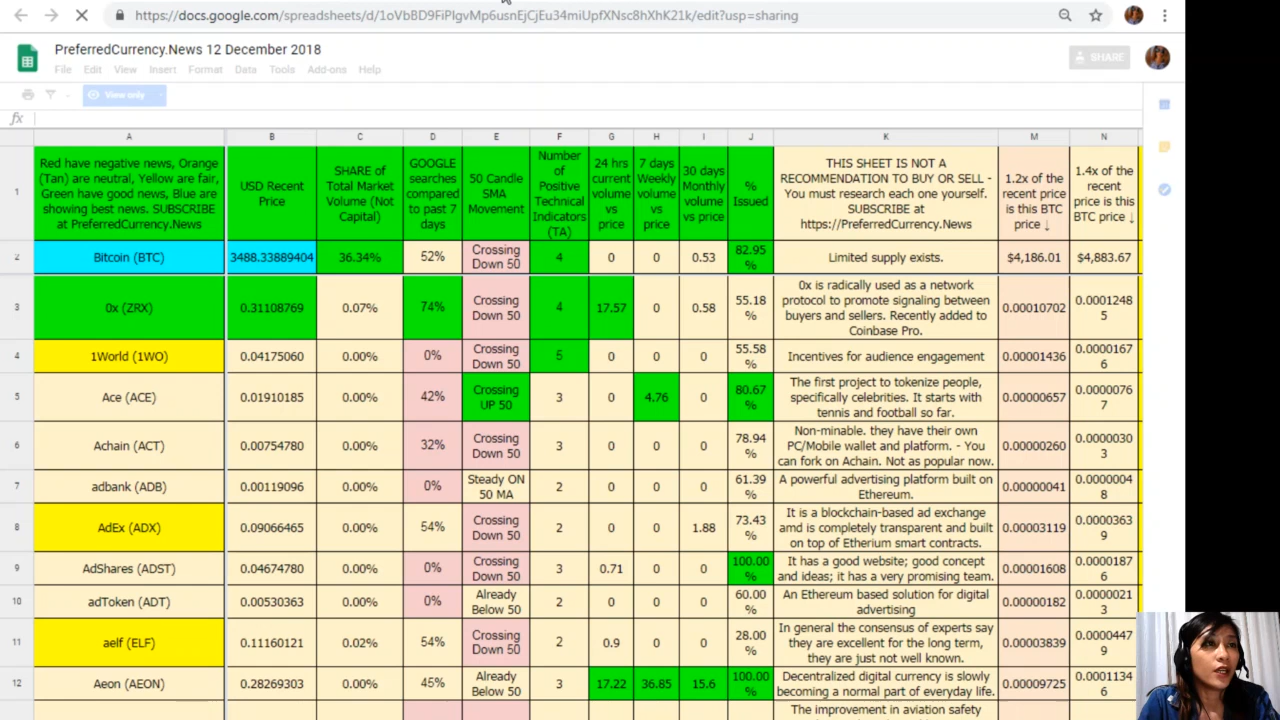 docs.google.com/spreadsheets/d/1oVbBD9FiPIgvMp6usnEjCjEu34miUpfXNsc8hXhK21k/edit?usp=sharing
PreferredCurrency.News 12 December 2018
File Edit View Insert Format Data Tools Add-ons Help
SHARE
View only
fx
A B C D E F G H I J K M N
1
Red have negative news, Orange
(Tan) are neutral, Yellow are fair,
Green have good news, Blue are
showing best news. SUBSCRIBE
at PreferredCurrency.News
USD Recent
Price
SHARE of
Total Market
Volume (Not
Capital)
GOOGLE
searches
compared
to past 7
days
50 Candle
SMA
Movement
Number
of
Positive
Technical
Indicators
(TA)
24 hrs
current
volume
vs
price
7 days
Weekly
volume
vs
price
30 days
Monthly
volume
vs price
%
Issued
THIS SHEET IS NOT A
RECOMMENDATION TO BUY OR SELL -
You must research each one yourself.
SUBSCRIBE at
https://PreferredCurrency.News
1.2x of the
recent price
is this BTC
price ↓
1.4x of the
recent
price is this
BTC price ↓
2
Bitcoin (BTC)
3488.33889404
36.34%
52%
Crossing
Down 50
4
0
0
0.53
82.95
%
Limited supply exists.
$4,186.01
$4,883.67
3
0x (ZRX)
0.31108769
0.07%
74%
Crossing
Down 50
4
17.57
0
0.58
55.18
%
0x is radically used as a network
protocol to promote signaling between
buyers and sellers. Recently added to
Coinbase Pro.
0.00010702
0.0001248
5
4
1World (1WO)
0.04175060
0.00%
0%
Crossing
Down 50
5
0
0
0
55.58
%
Incentives for audience engagement
0.00001436
0.0000167
6
5
Ace (ACE)
0.01910185
0.00%
42%
Crossing
UP 50
3
0
4.76
0
80.67
%
The first project to tokenize people,
specifically celebrities. It starts with
tennis and football so far.
0.00000657
0.0000076
7
6
Achain (ACT)
0.00754780
0.00%
32%
Crossing
Down 50
3
0
0
0
78.94
%
Non-minable. they have their own
PC/Mobile wallet and platform. - You
can fork on Achain. Not as popular now.
0.00000260
0.0000030
3
7
adbank (ADB)
0.00119096
0.00%
0%
Steady ON
50 MA
2
0
0
0
61.39
%
A powerful advertising platform built on
Ethereum.
0.00000041
0.0000004
8
8
AdEx (ADX)
0.09066465
0.00%
54%
Crossing
Down 50
2
0
0
1.88
73.43
%
It is a blockchain-based ad exchange
amd is completely transparent and built
on top of Etherium smart contracts.
0.00003119
0.0000363
9
9
AdShares (ADST)
0.04674780
0.00%
0%
Crossing
Down 50
3
0.71
0
0
100.00
%
It has a good website; good concept
and ideas; it has a very promising team.
0.00001608
0.0000187
6
10
adToken (ADT)
0.00530363
0.00%
0%
Already
Below 50
2
0
0
0
60.00
%
An Ethereum based solution for digital
advertising
0.00000182
0.0000021
3
11
aelf (ELF)
0.11160121
0.02%
54%
Crossing
Down 50
2
0.9
0
0
28.00
%
In general the consensus of experts say
they are excellent for the long term,
they are just not well known.
0.00003839
0.0000447
9
12
Aeon (AEON)
0.28269303
0.00%
45%
Already
Below 50
3
17.22
36.85
15.6
100.00
%
Decentralized digital currency is slowly
becoming a normal part of everyday life.
0.00009725
0.0001134
6
The improvement in aviation safety